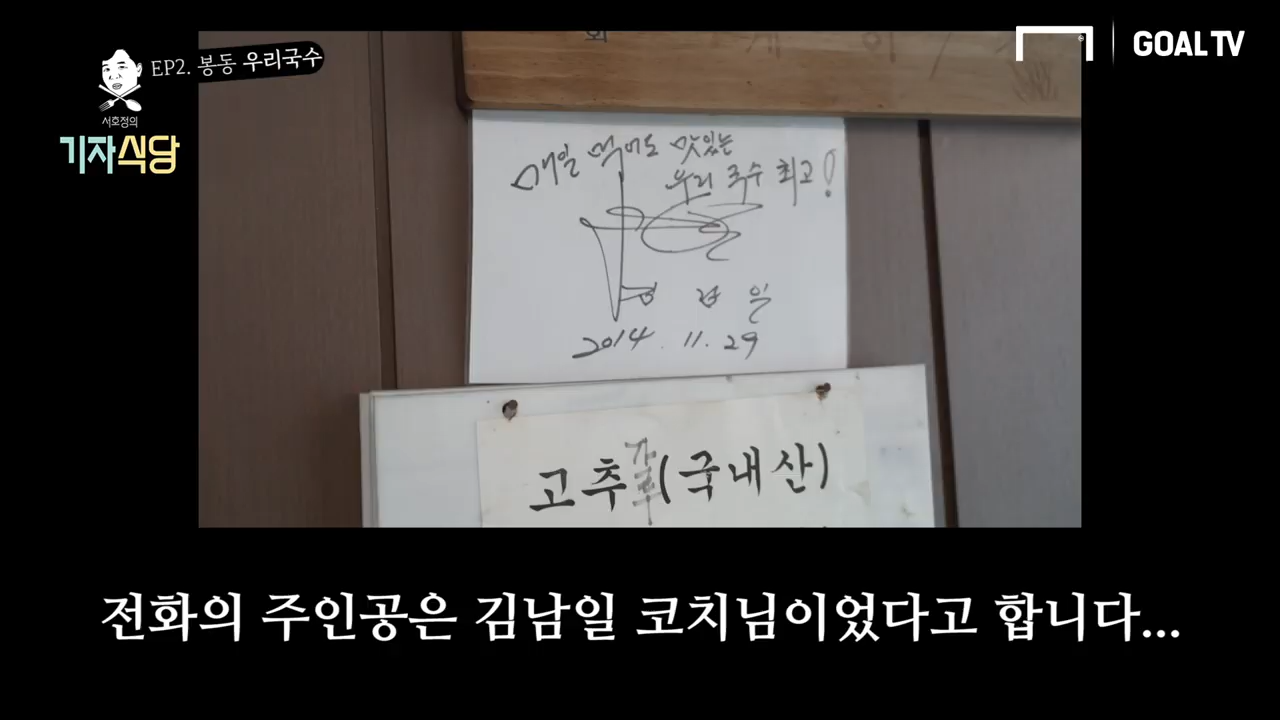 EP2. 봉동 우리국수
서호정의
기자식당
GOAL TV
회
매일 먹어도 맛있는
우리 국수 최고!
2014. 11. 29
고추가루(국내산)
전화의 주인공은 김남일 코치님이었다고 합니다...